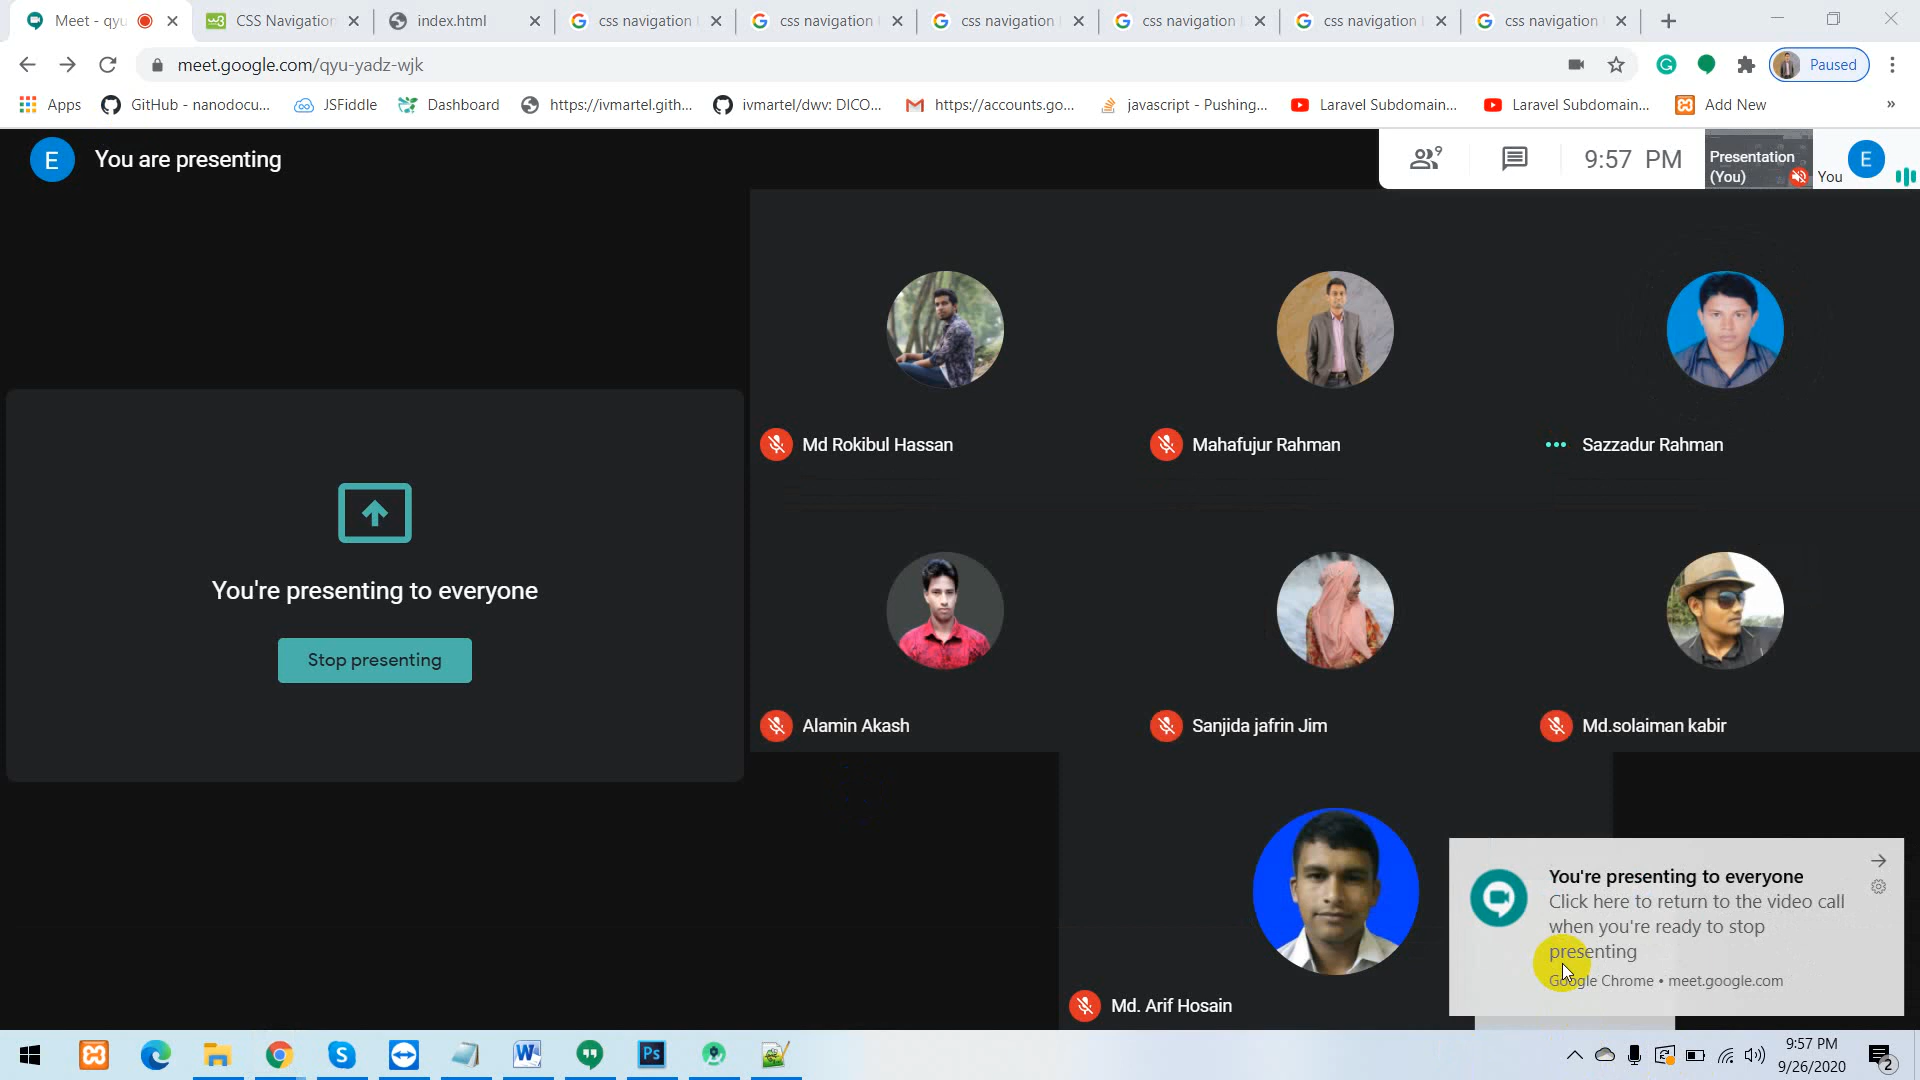 Meet - qyu
CSS Navigation
index.html
css navigation
css navigation
css navigation
css navigation
css navigation
css navigation
meet.google.com/qyu-yadz-wjk
Paused
Apps
GitHub - nanodocu...
JSFiddle
Dashboard
https://ivmartel.gith...
ivmartel/dwv: DICO...
https://accounts.go...
javascript - Pushing...
Laravel Subdomain...
Laravel Subdomain...
Add New
»
E
You are presenting
9
9:57 PM
Presentation
(You)
You
E
Md Rokibul Hassan
Mahafujur Rahman
Sazzadur Rahman
You're presenting to everyone
Stop presenting
Alamin Akash
Sanjida jafrin Jim
Md.solaiman kabir
Md. Arif Hosain
You're presenting to everyone
Click here to return to the video call
when you're ready to stop
presenting
Google Chrome • meet.google.com
9:57 PM
9/26/2020
2